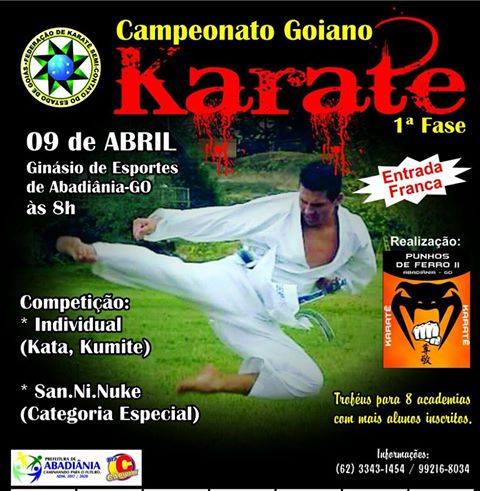 FEDERAÇÃO DE KARATÊ SEMI-CONTATO DO ESTADO DE GOIÁS
Campeonato Goiano
Karate
1ª Fase
09 de ABRIL
Ginásio de Esportes
de Abadiânia-GO
às 8h
Entrada
Franca
Realização:
PUNHOS
DE FERRO II
ABADIÂNIA - GO
KARATÊ
KARATÊ
Competição:
* Individual
(Kata, Kumite)
* San.Ni.Nuke
(Categoria Especial)
Troféus para 8 academias
com mais alunos inscritos.
PREFEITURA DE
ABADIÂNIA
CAMINHANDO PARA O FUTURO.
ADM. 2017 / 2020
Informações:
(62) 3343-1454 / 99216-8034